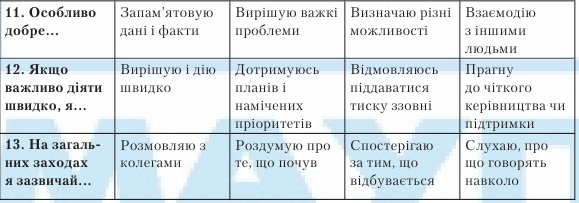 11. Особливо
добре...
Запам’ятовую
дані і факти
Вирішую важкі
проблеми
Визначаю різні
можливості
Взаємодію
з іншими
людьми
12. Якщо
важливо діяти
швидко, я...
Вирішую і дію
швидко
Дотримуюсь
планів і
намічених
пріоритетів
Відмовляюсь
піддаватися
тиску ззовні
Прагну
до чіткого
керівництва чи
підтримки
13. На загаль-
них заходах
я зазвичай...
Розмовляю з
колегами
Роздумую про
те, що почув
Спостерігаю
за тим, що
відбувається
Слухаю, про
що говорять
навколо
МАУП